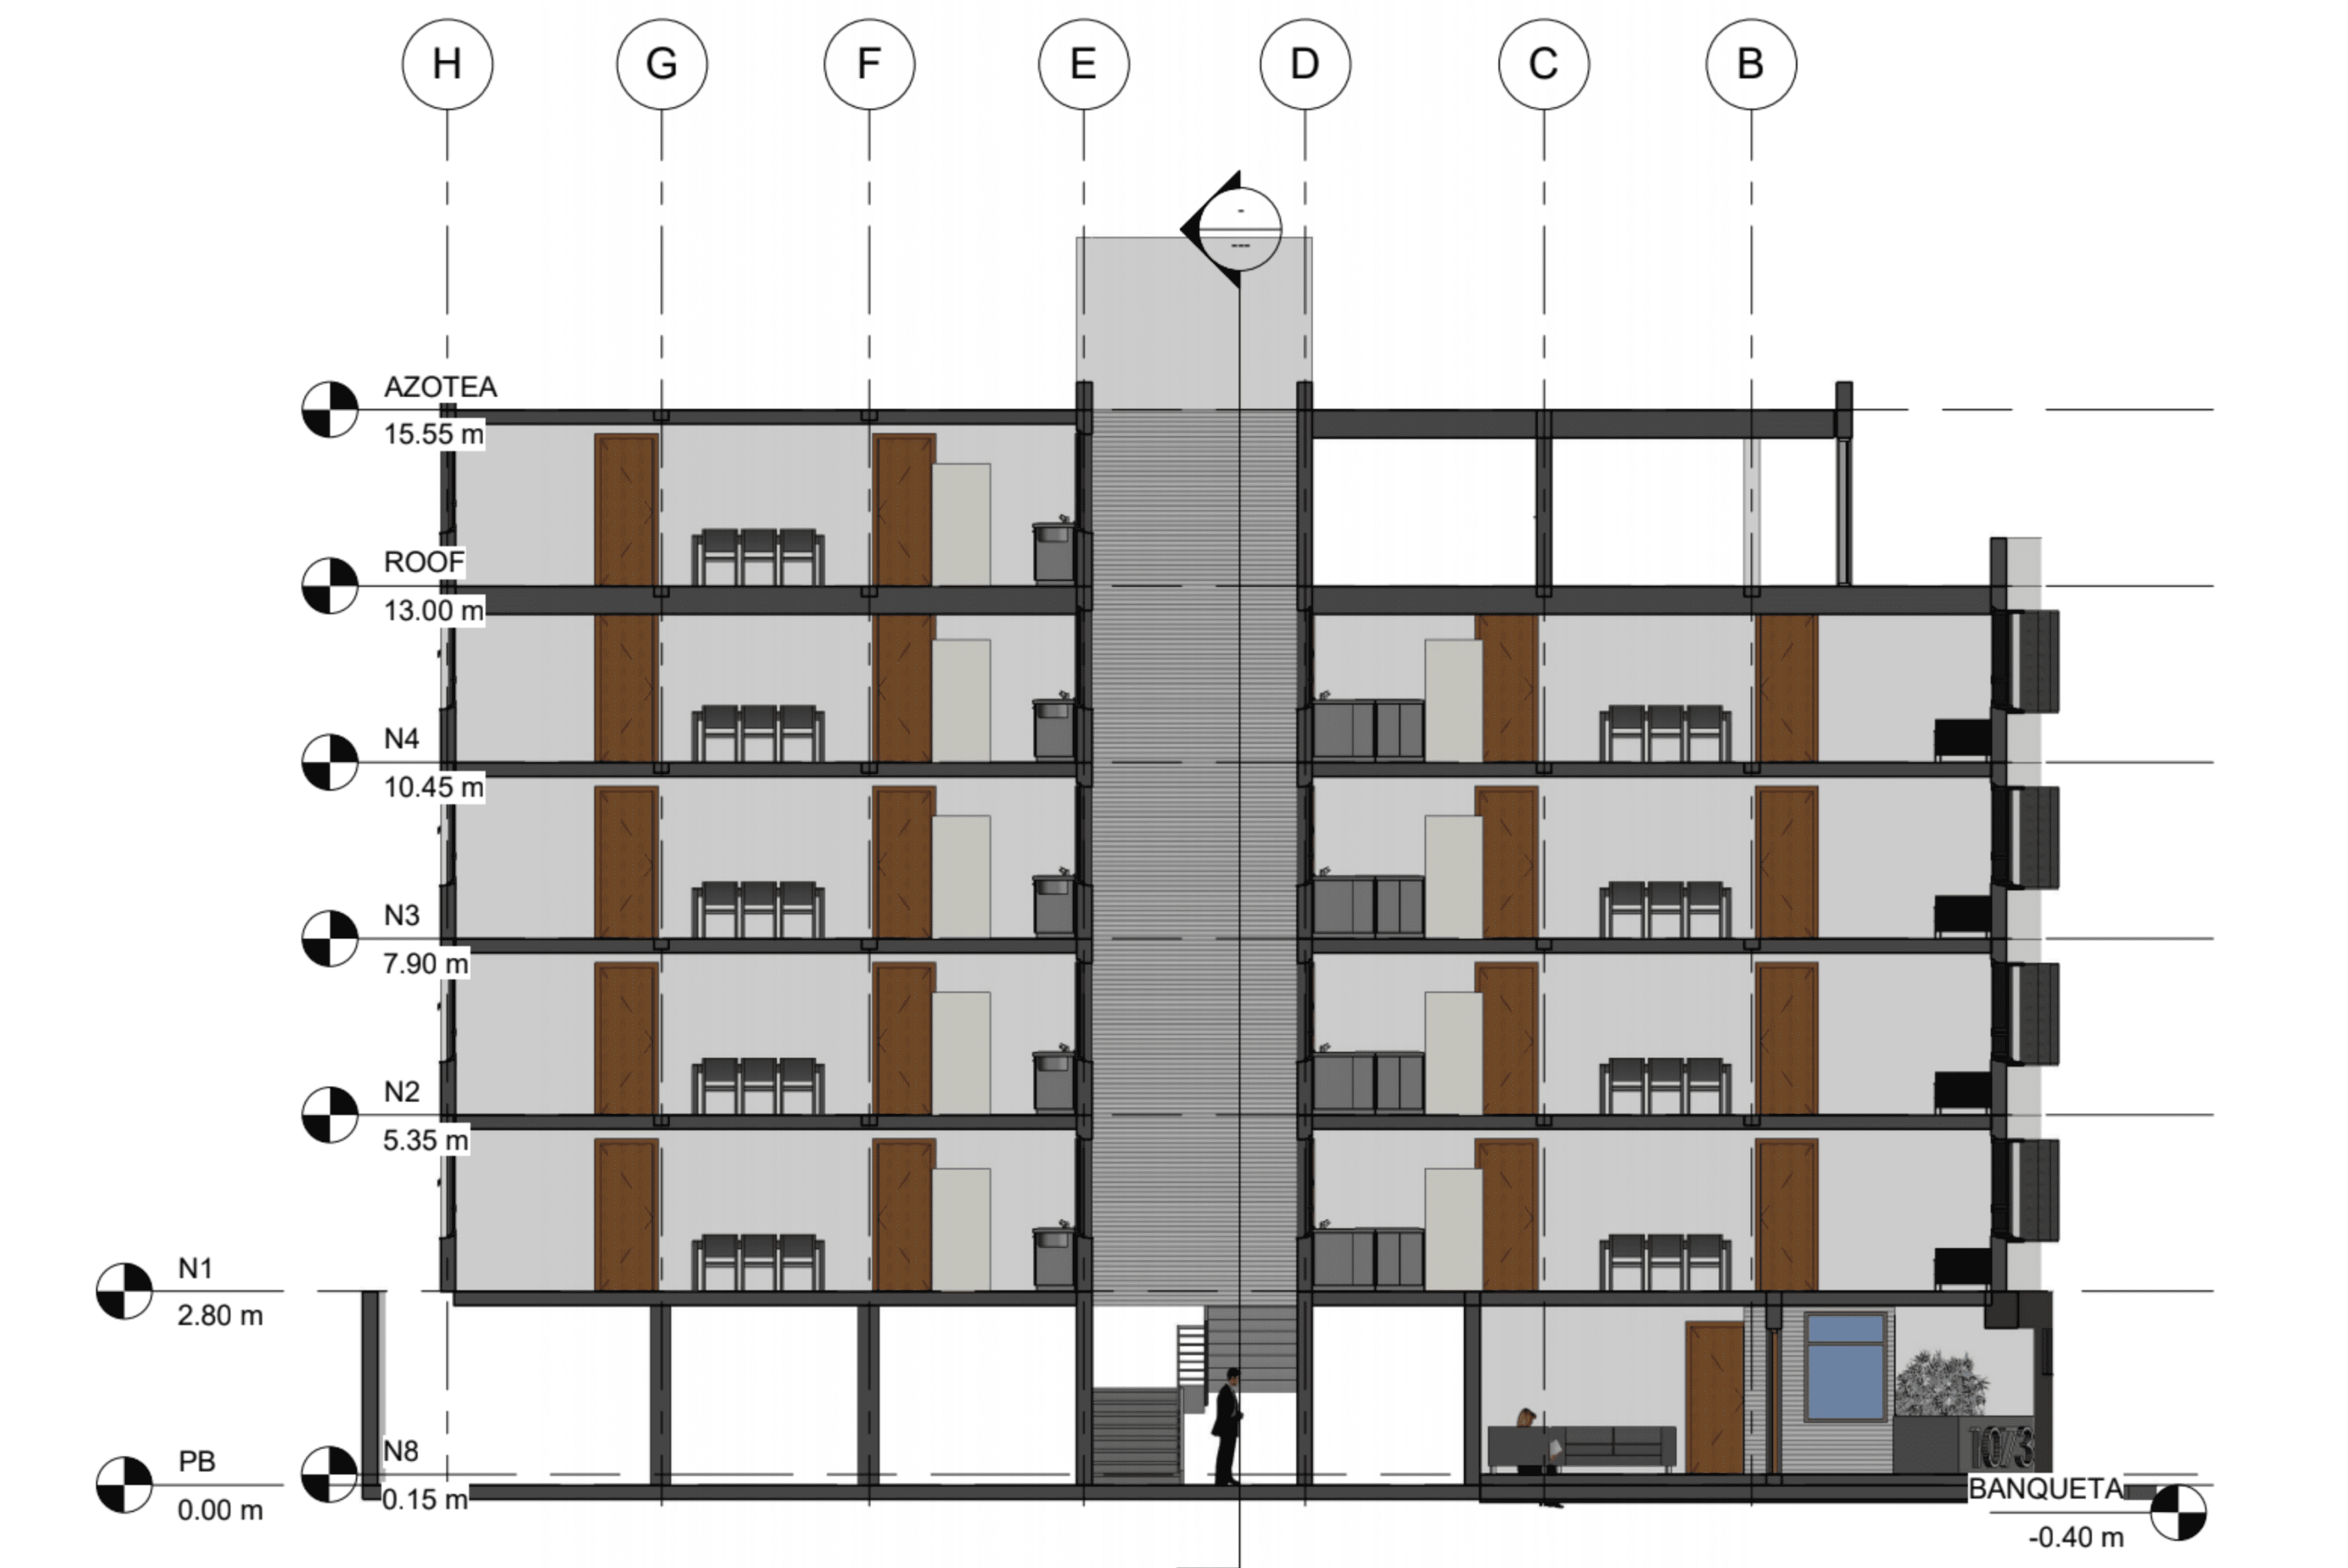 H G F E D C B
-
---
AZOTEA
15.55 m
ROOF
13.00 m
N4
10.45 m
N3
7.90 m
N2
5.35 m
N1
2.80 m
N8
0.15 m
PB
0.00 m
1073
BANQUETA
-0.40 m